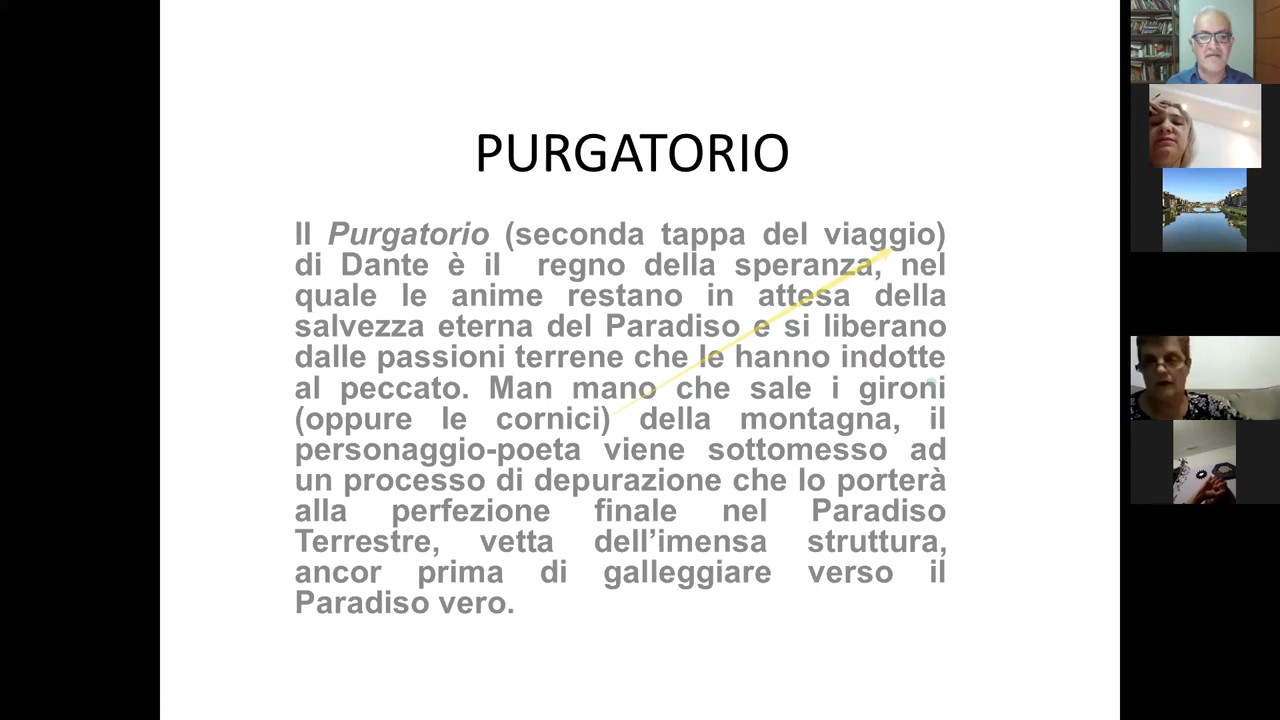 PURGATORIO
Il Purgatorio (seconda tappa del viaggio)
di Dante è il regno della speranza, nel
quale le anime restano in attesa della
salvezza eterna del Paradiso e si liberano
dalle passioni terrene che le hanno indotte
al peccato. Man mano che sale i gironi
(oppure le cornici) della montagna, il
personaggio-poeta viene sottomesso ad
un processo di depurazione che lo porterà
alla perfezione finale nel Paradiso
Terrestre, vetta dell’imensa struttura,
ancor prima di galleggiare verso il
Paradiso vero.